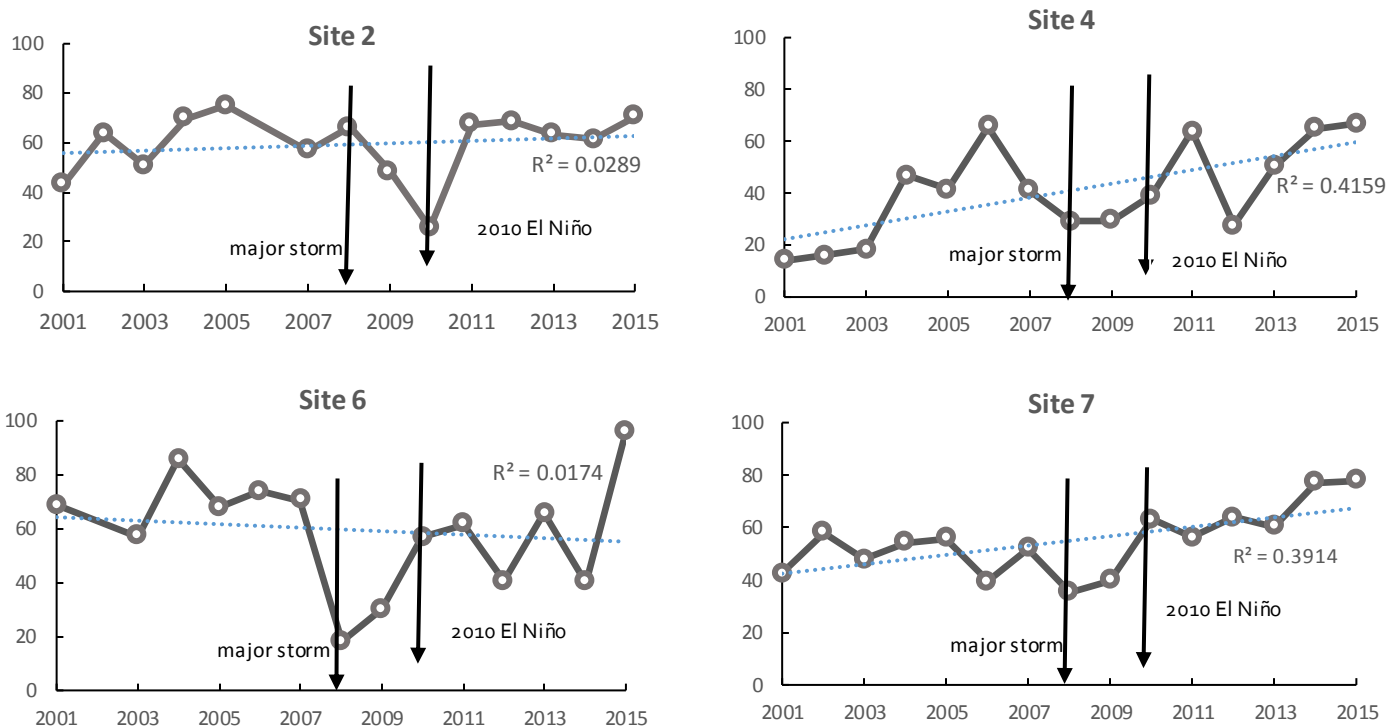 Site 2
100
80
60
40
20
0
R² = 0.0289
major storm
2010 El Niño
2001 2003 2005 2007 2009 2011 2013 2015
Site 4
100
80
60
40
20
0
R² = 0.4159
major storm
2010 El Niño
2001 2003 2005 2007 2009 2011 2013 2015
Site 6
100
80
60
40
20
0
R² = 0.0174
major storm
2010 El Niño
2001 2003 2005 2007 2009 2011 2013 2015
Site 7
100
80
60
40
20
0
R² = 0.3914
major storm
2010 El Niño
2001 2003 2005 2007 2009 2011 2013 2015